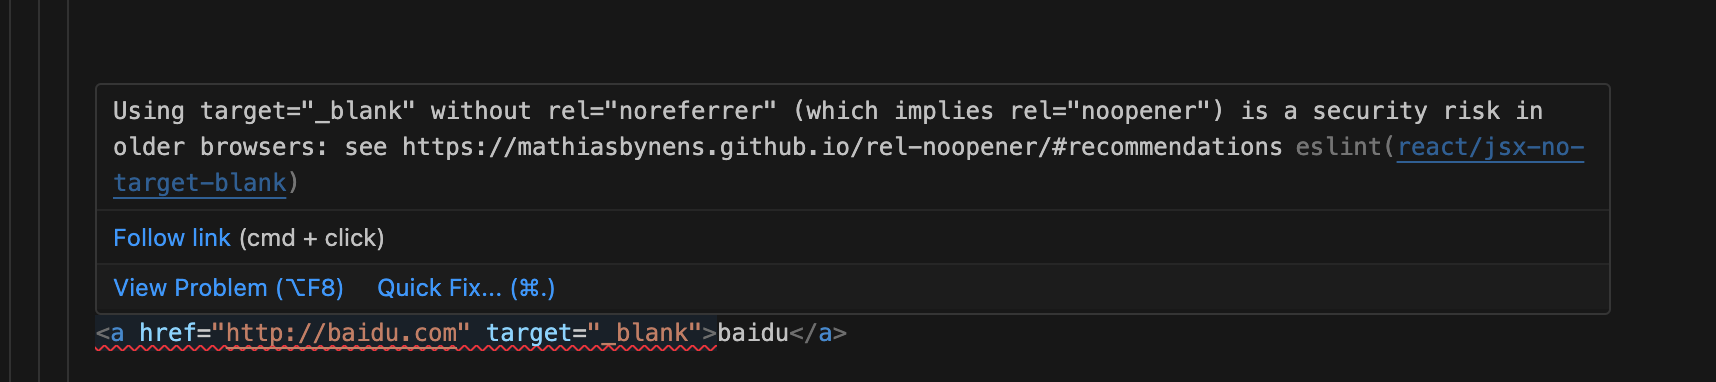 Using target="_blank" without rel="noreferrer" (which implies rel="noopener") is a security risk in
older browsers: see https://mathiasbynens.github.io/rel-noopener/#recommendations eslint(react/jsx-no-
target-blank)
Follow link (cmd + click)
View Problem (⌥F8) Quick Fix... (⌘.)
<a href="http://baidu.com" target="_blank">baidu</a>